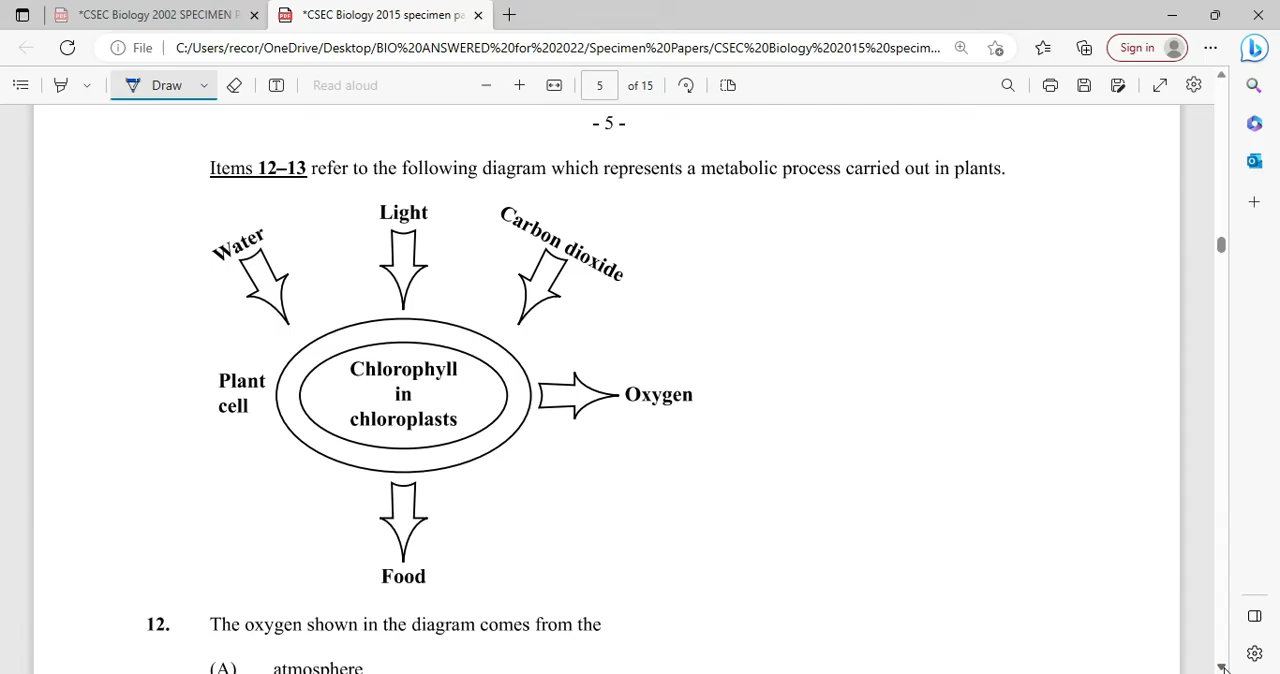 *CSEC Biology 2002 SPECIMEN P
*CSEC Biology 2015 specimen pa
File
C:/Users/recor/OneDrive/Desktop/BIO%20ANSWERED%20for%202022/Specimen%20Papers/CSEC%20Biology%202015%20specim...
Sign in
Draw
Read aloud
5
of 15
- 5 -
Items 12–13 refer to the following diagram which represents a metabolic process carried out in plants.
Light
Water
Carbon dioxide
Chlorophyll
in
chloroplasts
Plant
cell
Oxygen
Food
12. The oxygen shown in the diagram comes from the
(A) atmosphere